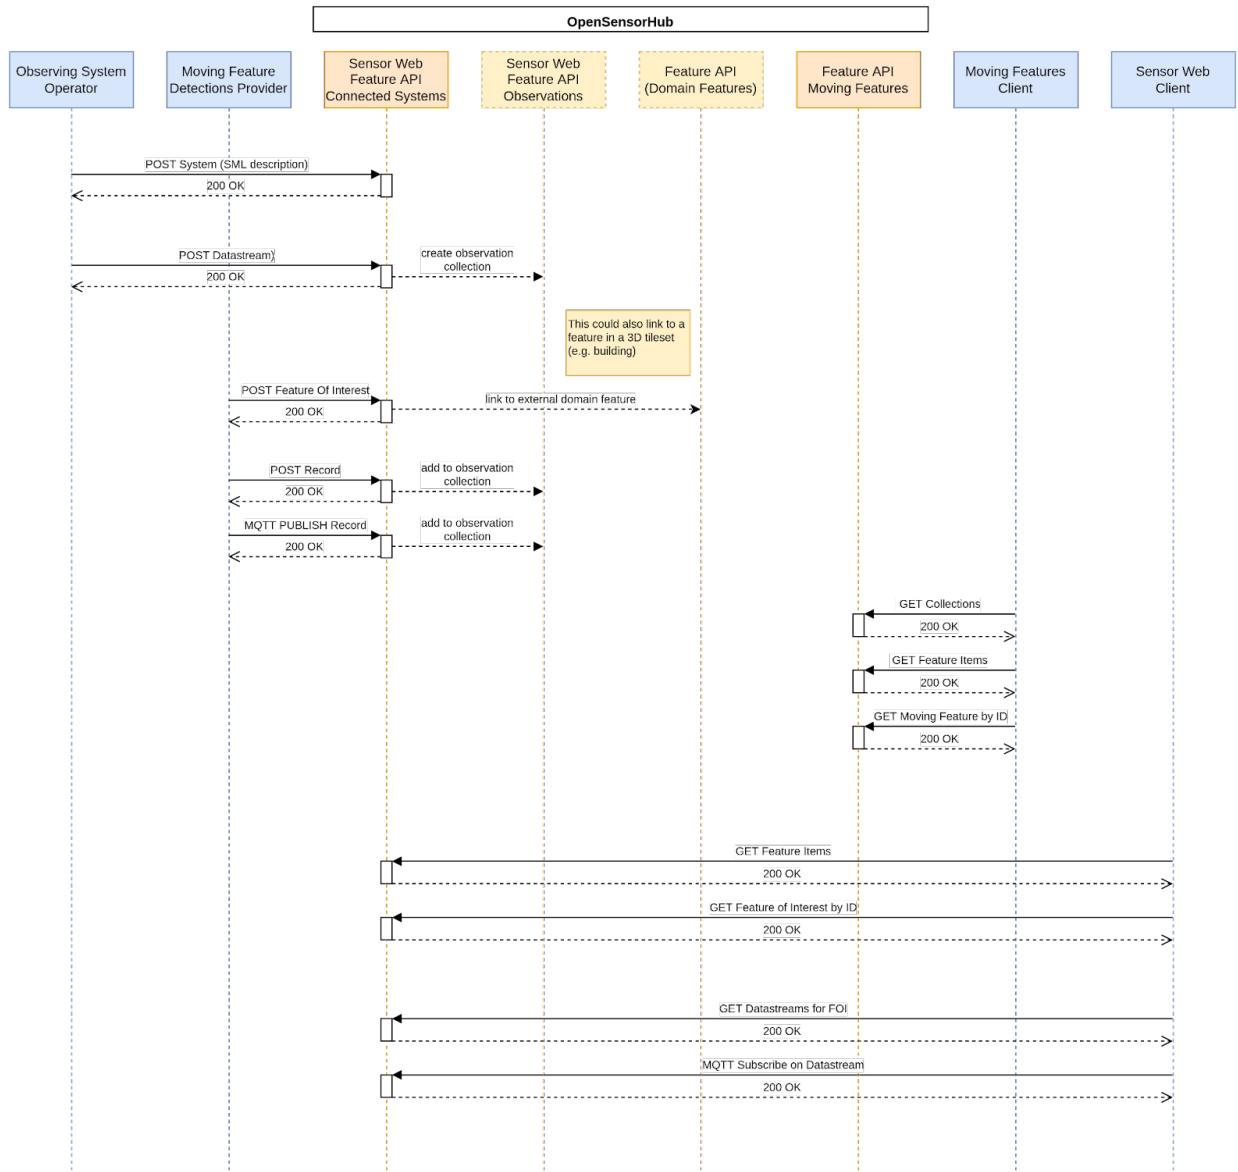 OpenSensorHub
Observing System
Operator
Moving Feature
Detections Provider
Sensor Web
Feature API
Connected Systems
Sensor Web
Feature API
Observations
Feature API
(Domain Features)
Feature API
Moving Features
Moving Features
Client
Sensor Web
Client
POST System (SML description)
200 OK
POST Datastream)
200 OK
create observation
collection
This could also link to a
feature in a 3D tileset
(e.g. building)
POST Feature Of Interest
200 OK
link to external domain feature
POST Record
200 OK
add to observation
collection
MQTT PUBLISH Record
200 OK
add to observation
collection
GET Collections
200 OK
GET Feature Items
200 OK
GET Moving Feature by ID
200 OK
GET Feature Items
200 OK
GET Feature of Interest by ID
200 OK
GET Datastreams for FOI
200 OK
MQTT Subscribe on Datastream
200 OK